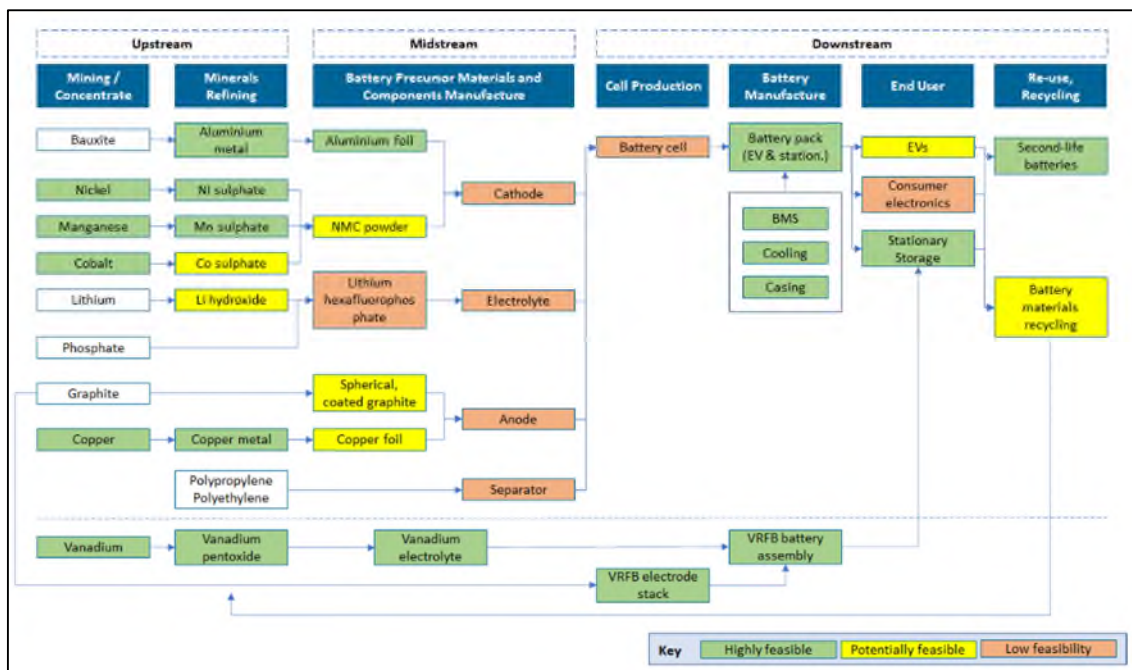 Upstream
Midstream
Downstream
Mining /
Concentrate
Minerals
Refining
Battery Precursor Materials and
Components Manufacture
Cell Production
Battery
Manufacture
End User
Re-use,
Recycling
Bauxite
Aluminium
metal
Aluminium foil
Battery cell
Battery pack
(EV & station.)
EVs
Second-life
batteries
Nickel
NI sulphate
Cathode
Consumer
electronics
Manganese
Mn sulphate
NMC powder
BMS
Stationary
Storage
Cobalt
Co sulphate
Cooling
Lithium
Li hydroxide
Lithium
hexafluorophos
phate
Electrolyte
Casing
Battery
materials
recycling
Phosphate
Graphite
Spherical,
coated graphite
Anode
Copper
Copper metal
Copper foil
Polypropylene
Polyethylene
Separator
Vanadium
Vanadium
pentoxide
Vanadium
electrolyte
VRFB battery
assembly
VRFB electrode
stack
Key
Highly feasible
Potentially feasible
Low feasibility